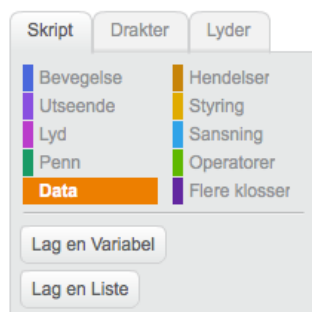 Skript Drakter Lyder
Bevegelse Hendelser
Utseende Styring
Lyd Sansning
Penn Operatorer
Data Flere klosser
Lag en Variabel
Lag en Liste